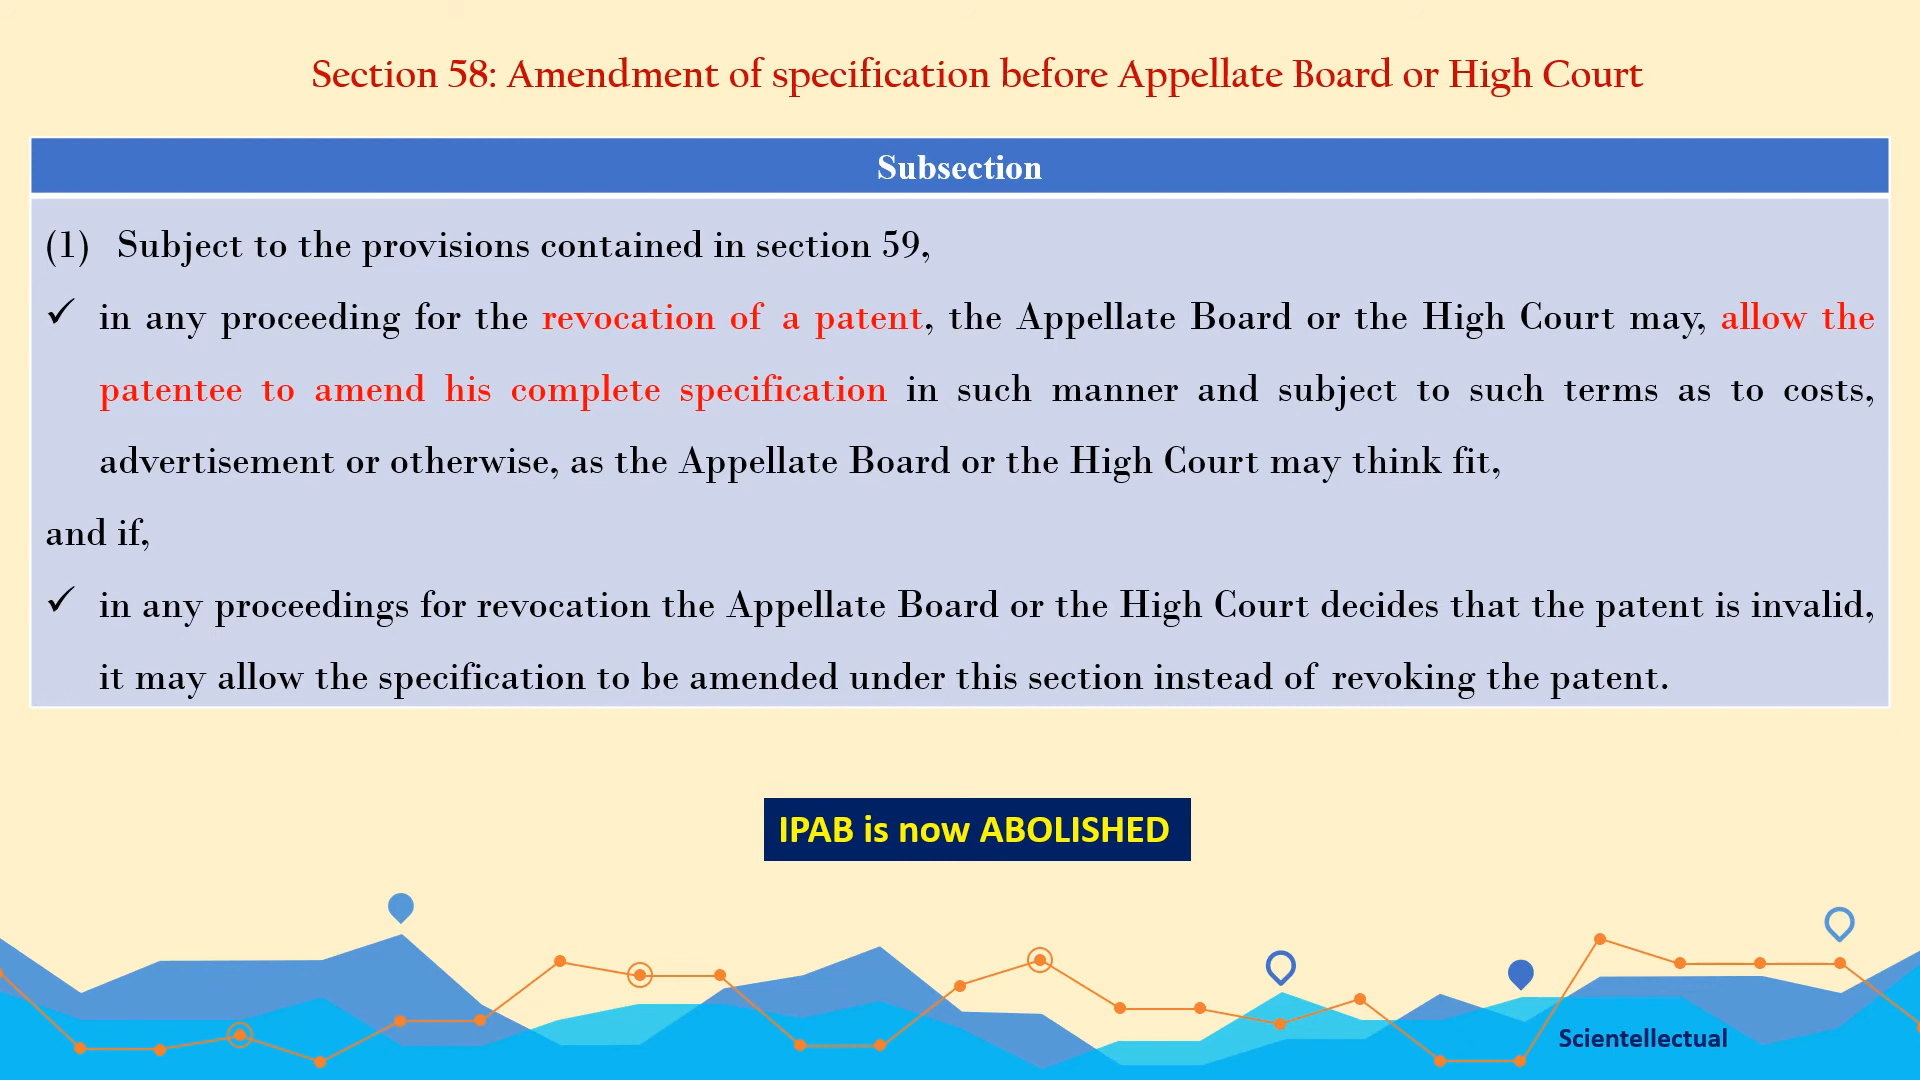 Section 58: Amendment of specification before Appellate Board or High Court
Subsection
(1) Subject to the provisions contained in section 59,
✓ in any proceeding for the revocation of a patent, the Appellate Board or the High Court may, allow the
patentee to amend his complete specification in such manner and subject to such terms as to costs,
advertisement or otherwise, as the Appellate Board or the High Court may think fit,
and if,
✓ in any proceedings for revocation the Appellate Board or the High Court decides that the patent is invalid,
it may allow the specification to be amended under this section instead of revoking the patent.
IPAB is now ABOLISHED
Scientellectual